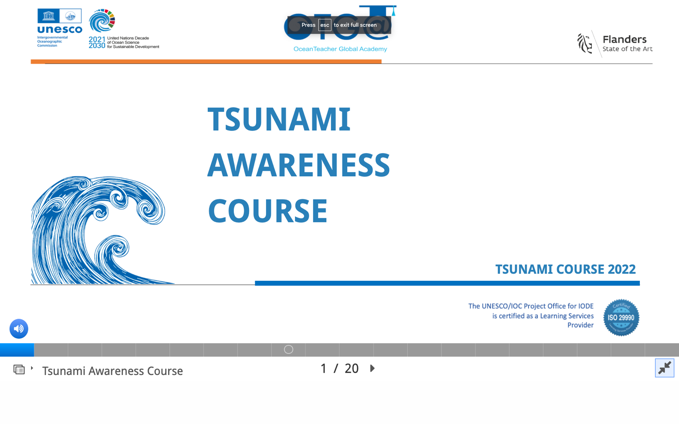 unesco
Intergovernmental
Oceanographic
Commission
2021
2030
United Nations Decade
of Ocean Science
for Sustainable Development
Press esc to exit full screen
OceanTeacher Global Academy
Flanders
State of the Art
TSUNAMI
AWARENESS
COURSE
TSUNAMI COURSE 2022
The UNESCO/IOC Project Office for IODE
is certified as a Learning Services
Provider
ISO 29990
Tsunami Awareness Course
1 / 20